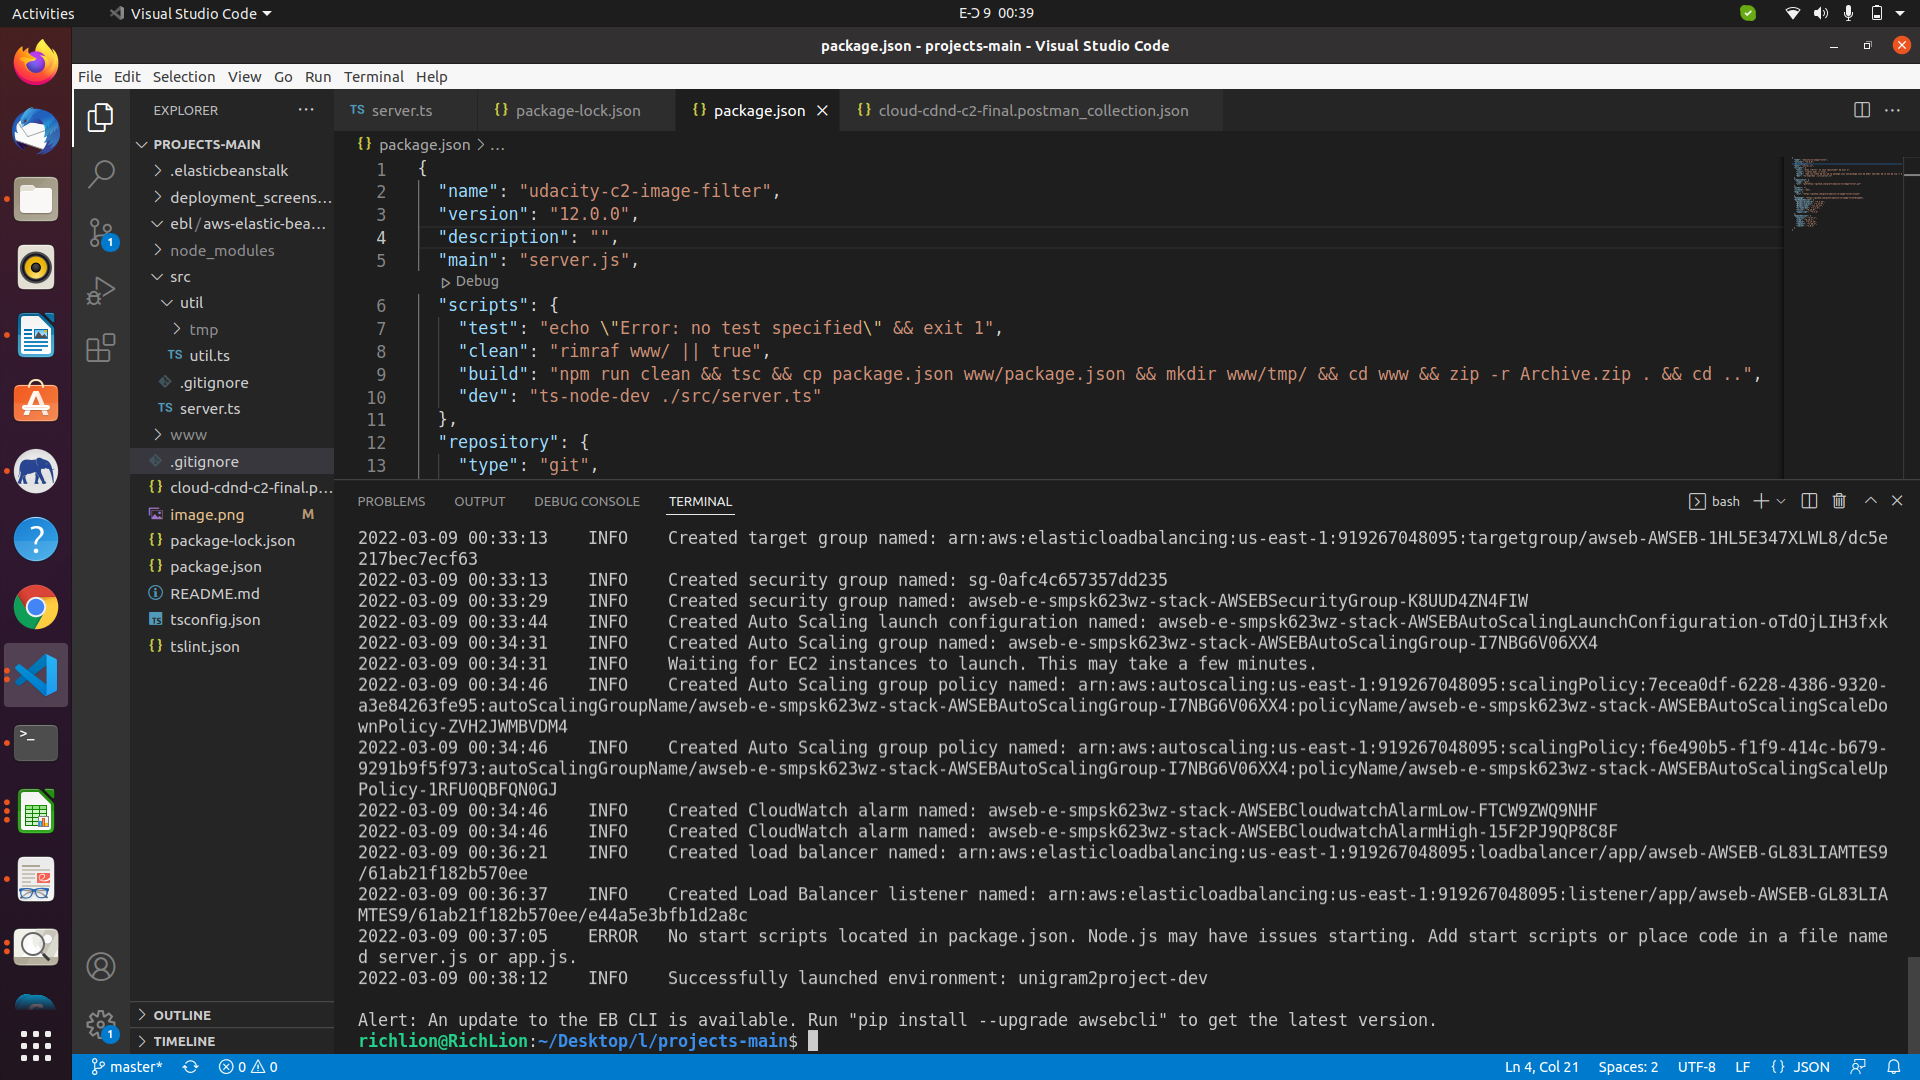 Activities
Visual Studio Code
00:39
package.json - projects-main - Visual Studio Code
File Edit Selection View Go Run Terminal Help
EXPLORER
PROJECTS-MAIN
.elasticbeanstalk
deployment_screens...
ebl / aws-elastic-bea...
node_modules
src
util
tmp
TS util.ts
.gitignore
TS server.ts
www
.gitignore
{} cloud-cdnd-c2-final.p...
image.png M
{} package-lock.json
{} package.json
README.md
TS tsconfig.json
{} tslint.json
OUTLINE
TIMELINE
TS server.ts
{} package-lock.json
{} package.json
{} cloud-cdnd-c2-final.postman_collection.json
{} package.json > ...
1 {
2 "name": "udacity-c2-image-filter",
3 "version": "12.0.0",
4 "description": "",
5 "main": "server.js",
Debug
6 "scripts": {
7 "test": "echo \"Error: no test specified\" && exit 1",
8 "clean": "rimraf www/ || true",
9 "build": "npm run clean && tsc && cp package.json www/package.json && mkdir www/tmp/ && cd www && zip -r Archive.zip . && cd ..",
10 "dev": "ts-node-dev ./src/server.ts"
11 },
12 "repository": {
13 "type": "git",
PROBLEMS OUTPUT DEBUG CONSOLE TERMINAL
bash
2022-03-09 00:33:13 INFO Created target group named: arn:aws:elasticloadbalancing:us-east-1:919267048095:targetgroup/awseb-AWSEB-1HL5E347XLWL8/dc5e
217bec7ecf63
2022-03-09 00:33:13 INFO Created security group named: sg-0afc4c657357dd235
2022-03-09 00:33:29 INFO Created security group named: awseb-e-smpsk623wz-stack-AWSEBSecurityGroup-K8UUD4ZN4FIW
2022-03-09 00:33:44 INFO Created Auto Scaling launch configuration named: awseb-e-smpsk623wz-stack-AWSEBAutoScalingLaunchConfiguration-oTdOjLIH3fxk
2022-03-09 00:34:31 INFO Created Auto Scaling group named: awseb-e-smpsk623wz-stack-AWSEBAutoScalingGroup-I7NBG6V06XX4
2022-03-09 00:34:31 INFO Waiting for EC2 instances to launch. This may take a few minutes.
2022-03-09 00:34:46 INFO Created Auto Scaling group policy named: arn:aws:autoscaling:us-east-1:919267048095:scalingPolicy:7ecea0df-6228-4386-9320-
a3e84263fe95:autoScalingGroupName/awseb-e-smpsk623wz-stack-AWSEBAutoScalingGroup-I7NBG6V06XX4:policyName/awseb-e-smpsk623wz-stack-AWSEBAutoScalingScaleDo
wnPolicy-ZVH2JWMBVDM4
2022-03-09 00:34:46 INFO Created Auto Scaling group policy named: arn:aws:autoscaling:us-east-1:919267048095:scalingPolicy:f6e490b5-f1f9-414c-b679-
9291b9f5f973:autoScalingGroupName/awseb-e-smpsk623wz-stack-AWSEBAutoScalingGroup-I7NBG6V06XX4:policyName/awseb-e-smpsk623wz-stack-AWSEBAutoScalingScaleUp
Policy-1RFU0QBFQN0GJ
2022-03-09 00:34:46 INFO Created CloudWatch alarm named: awseb-e-smpsk623wz-stack-AWSEBCloudwatchAlarmLow-FTCW9ZWQ9NHF
2022-03-09 00:34:46 INFO Created CloudWatch alarm named: awseb-e-smpsk623wz-stack-AWSEBCloudwatchAlarmHigh-15F2PJ9QP8C8F
2022-03-09 00:36:21 INFO Created load balancer named: arn:aws:elasticloadbalancing:us-east-1:919267048095:loadbalancer/app/awseb-AWSEB-GL83LIAMTES9
/61ab21f182b570ee
2022-03-09 00:36:37 INFO Created Load Balancer listener named: arn:aws:elasticloadbalancing:us-east-1:919267048095:listener/app/awseb-AWSEB-GL83LIA
MTES9/61ab21f182b570ee/e44a5e3bfb1d2a8c
2022-03-09 00:37:05 ERROR No start scripts located in package.json. Node.js may have issues starting. Add start scripts or place code in a file name
d server.js or app.js.
2022-03-09 00:38:12 INFO Successfully launched environment: unigram2project-dev
Alert: An update to the EB CLI is available. Run "pip install --upgrade awsebcli" to get the latest version.
richlion@RichLion:~/Desktop/l/projects-main$
master* 0 0
Ln 4, Col 21 Spaces: 2 UTF-8 LF {} JSON